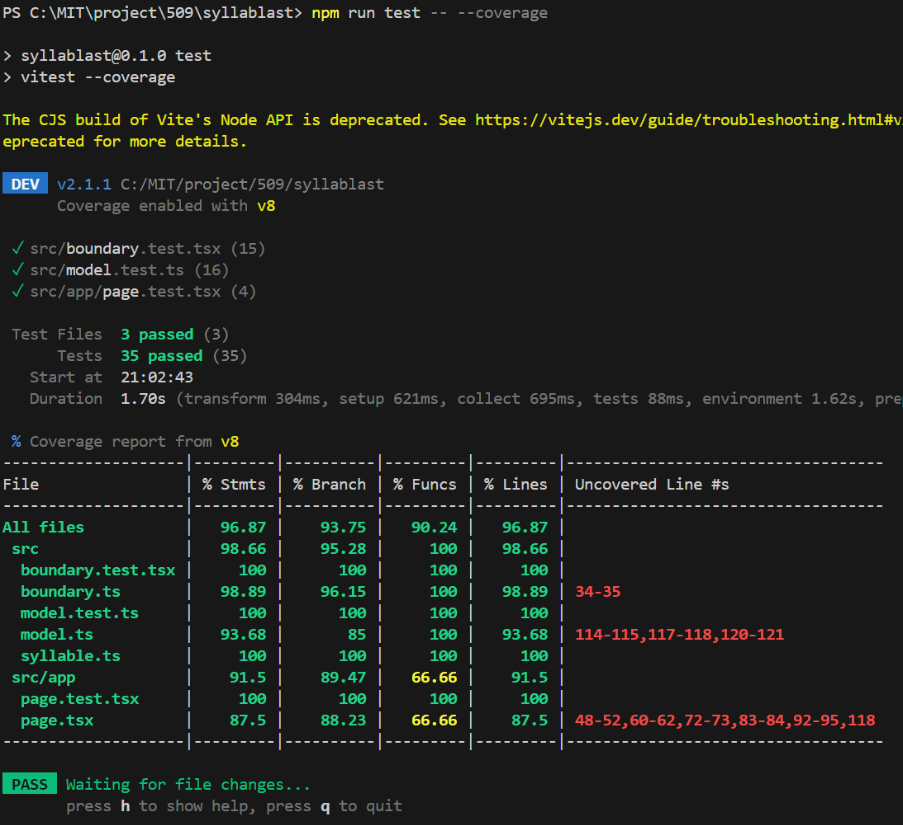 PS C:\MIT\project\509\syllablast> npm run test -- --coverage
> syllablast@0.1.0 test
> vitest --coverage
The CJS build of Vite's Node API is deprecated. See https://vitejs.dev/guide/troubleshooting.html#v
eprecated for more details.
DEV v2.1.1 C:/MIT/project/509/syllablast
Coverage enabled with v8
✓ src/boundary.test.tsx (15)
✓ src/model.test.ts (16)
✓ src/app/page.test.tsx (4)
Test Files 3 passed (3)
Tests 35 passed (35)
Start at 21:02:43
Duration 1.70s (transform 304ms, setup 621ms, collect 695ms, tests 88ms, environment 1.62s, pre
% Coverage report from v8
-------------------|---------|----------|---------|---------|-----------------------------------
File | % Stmts | % Branch | % Funcs | % Lines | Uncovered Line #s
-------------------|---------|----------|---------|---------|-----------------------------------
All files | 96.87 | 93.75 | 90.24 | 96.87 |
src | 98.66 | 95.28 | 100 | 98.66 |
boundary.test.tsx | 100 | 100 | 100 | 100 |
boundary.ts | 98.89 | 96.15 | 100 | 98.89 | 34-35
model.test.ts | 100 | 100 | 100 | 100 |
model.ts | 93.68 | 85 | 100 | 93.68 | 114-115,117-118,120-121
syllable.ts | 100 | 100 | 100 | 100 |
src/app | 91.5 | 89.47 | 66.66 | 91.5 |
page.test.tsx | 100 | 100 | 100 | 100 |
page.tsx | 87.5 | 88.23 | 66.66 | 87.5 | 48-52,60-62,72-73,83-84,92-95,118
-------------------|---------|----------|---------|---------|-----------------------------------
PASS Waiting for file changes...
press h to show help, press q to quit